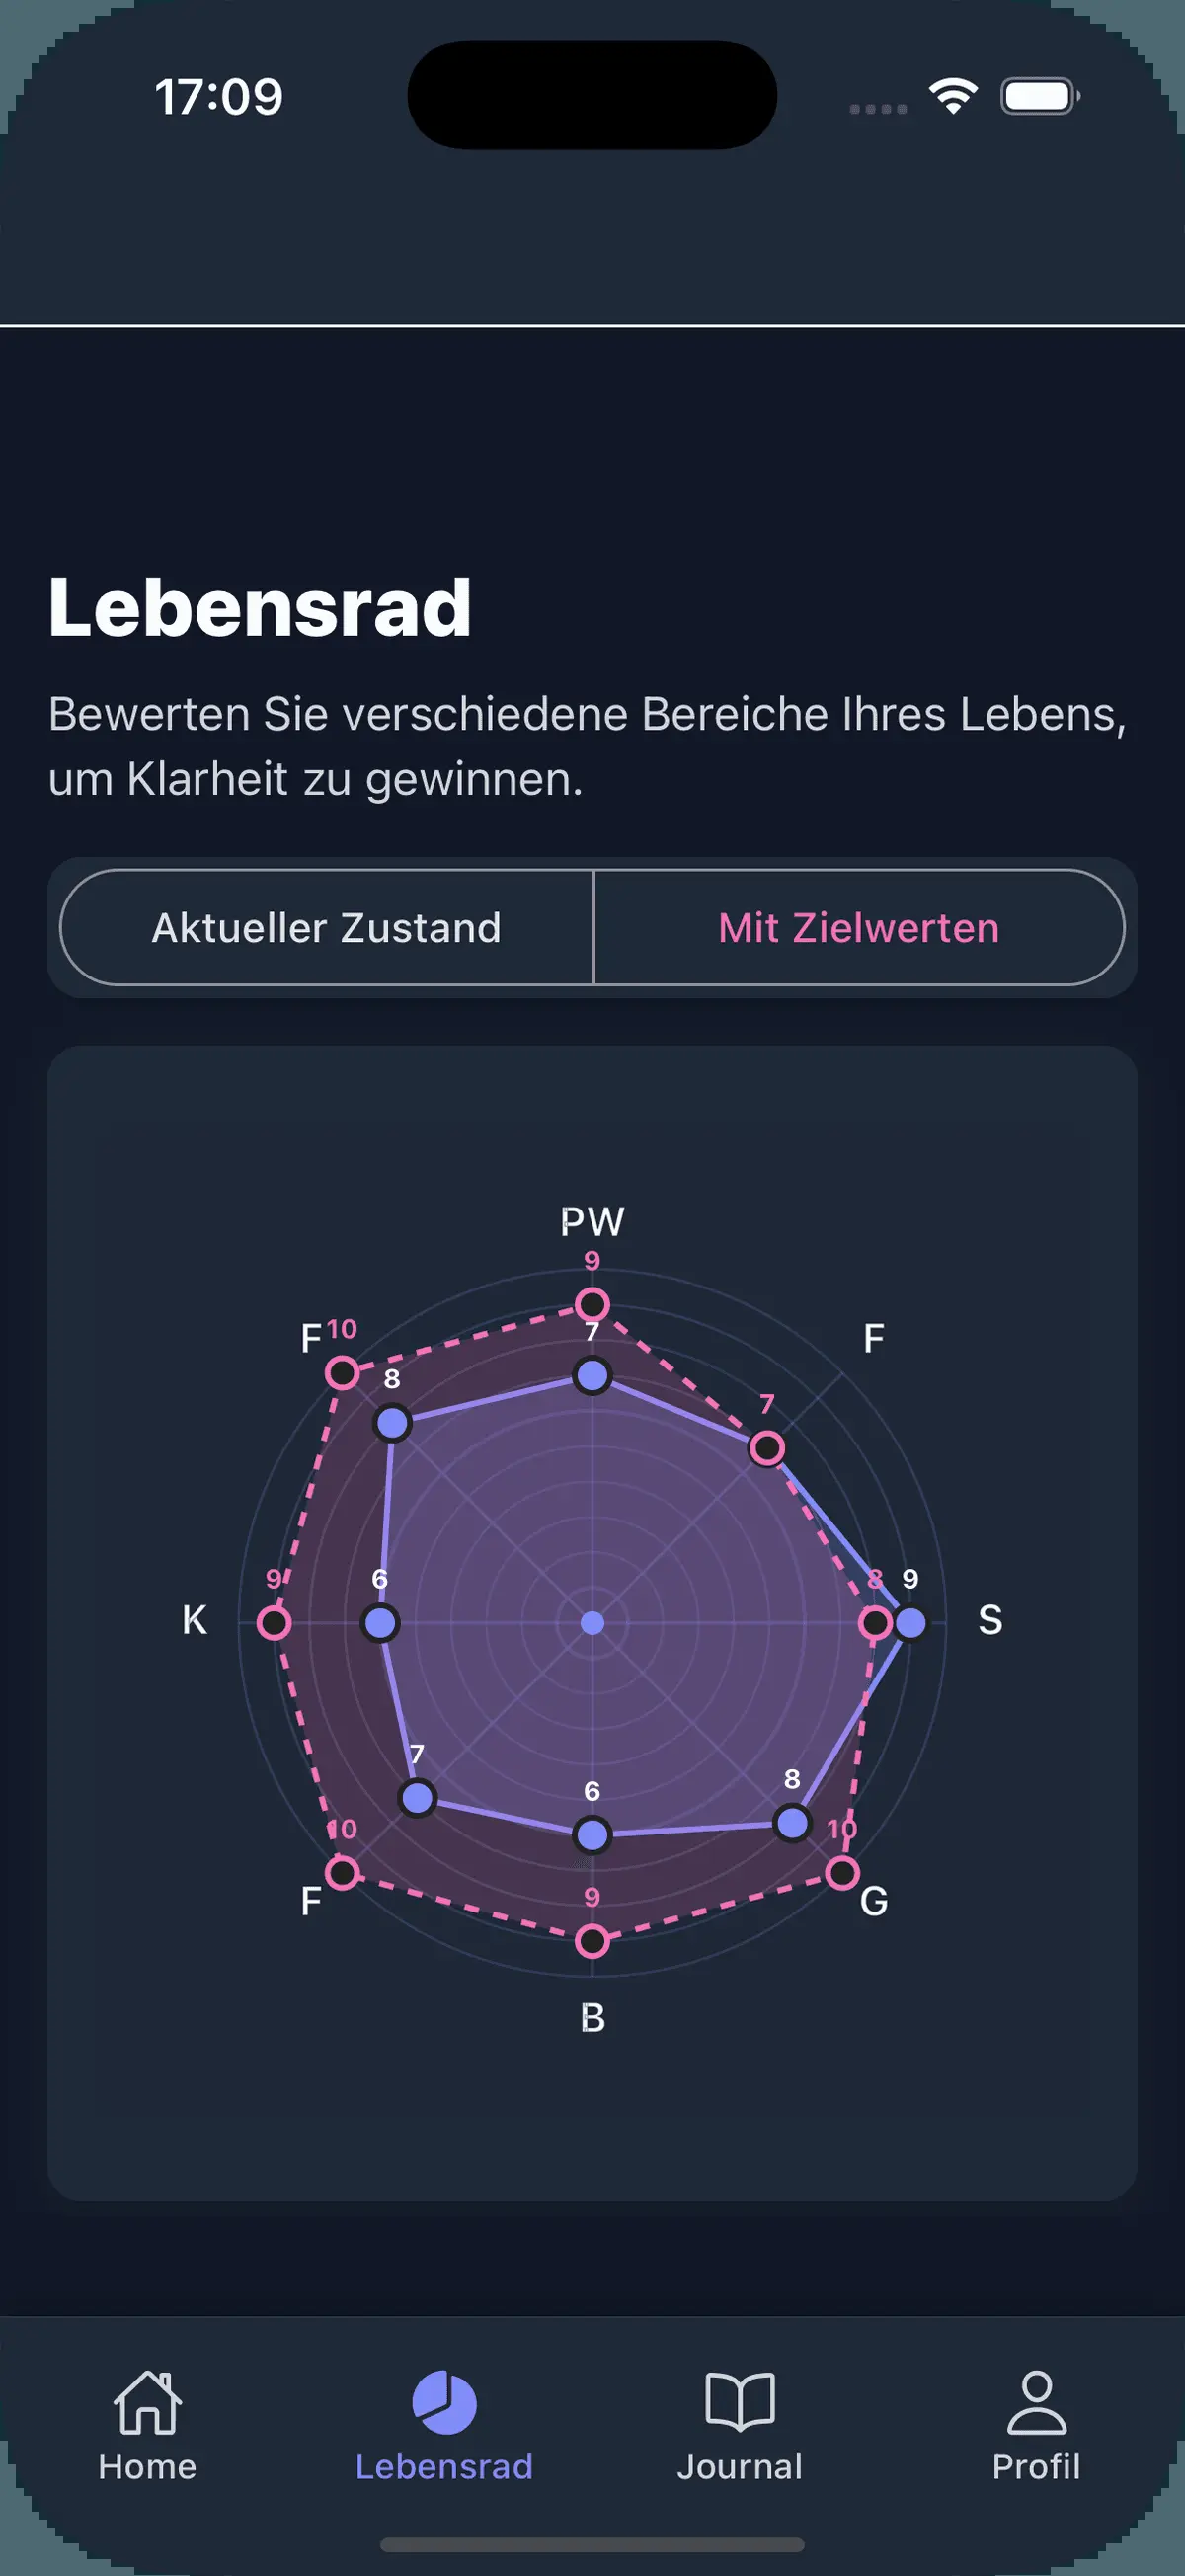 17:09
Lebensrad
Bewerten Sie verschiedene Bereiche Ihres Lebens,
um Klarheit zu gewinnen.
Aktueller Zustand
Mit Zielwerten
PW
9
F 10
F
7
8
7
K
9
6
8
9
S
7
8
6
10
10
F
9
G
B
Home
Lebensrad
Journal
Profil